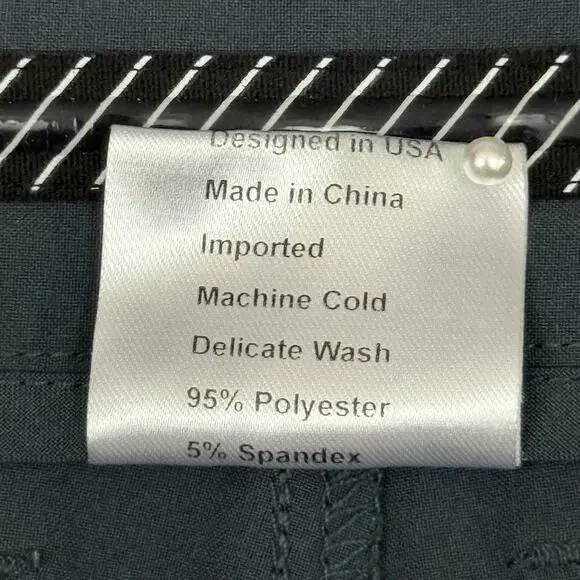 Designed in USA
Made in China
Imported
Machine Cold
Delicate Wash
95% Polyester
5% Spandex